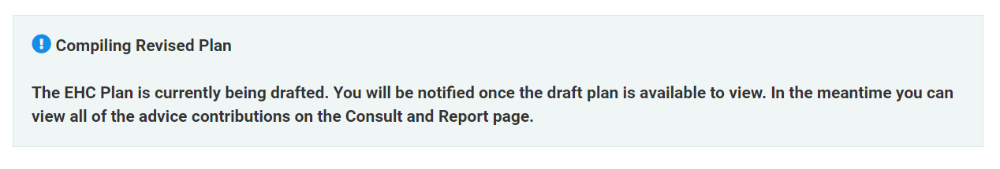 Compiling Revised Plan
The EHC Plan is currently being drafted. You will be notified once the draft plan is available to view. In the meantime you can
view all of the advice contributions on the Consult and Report page.